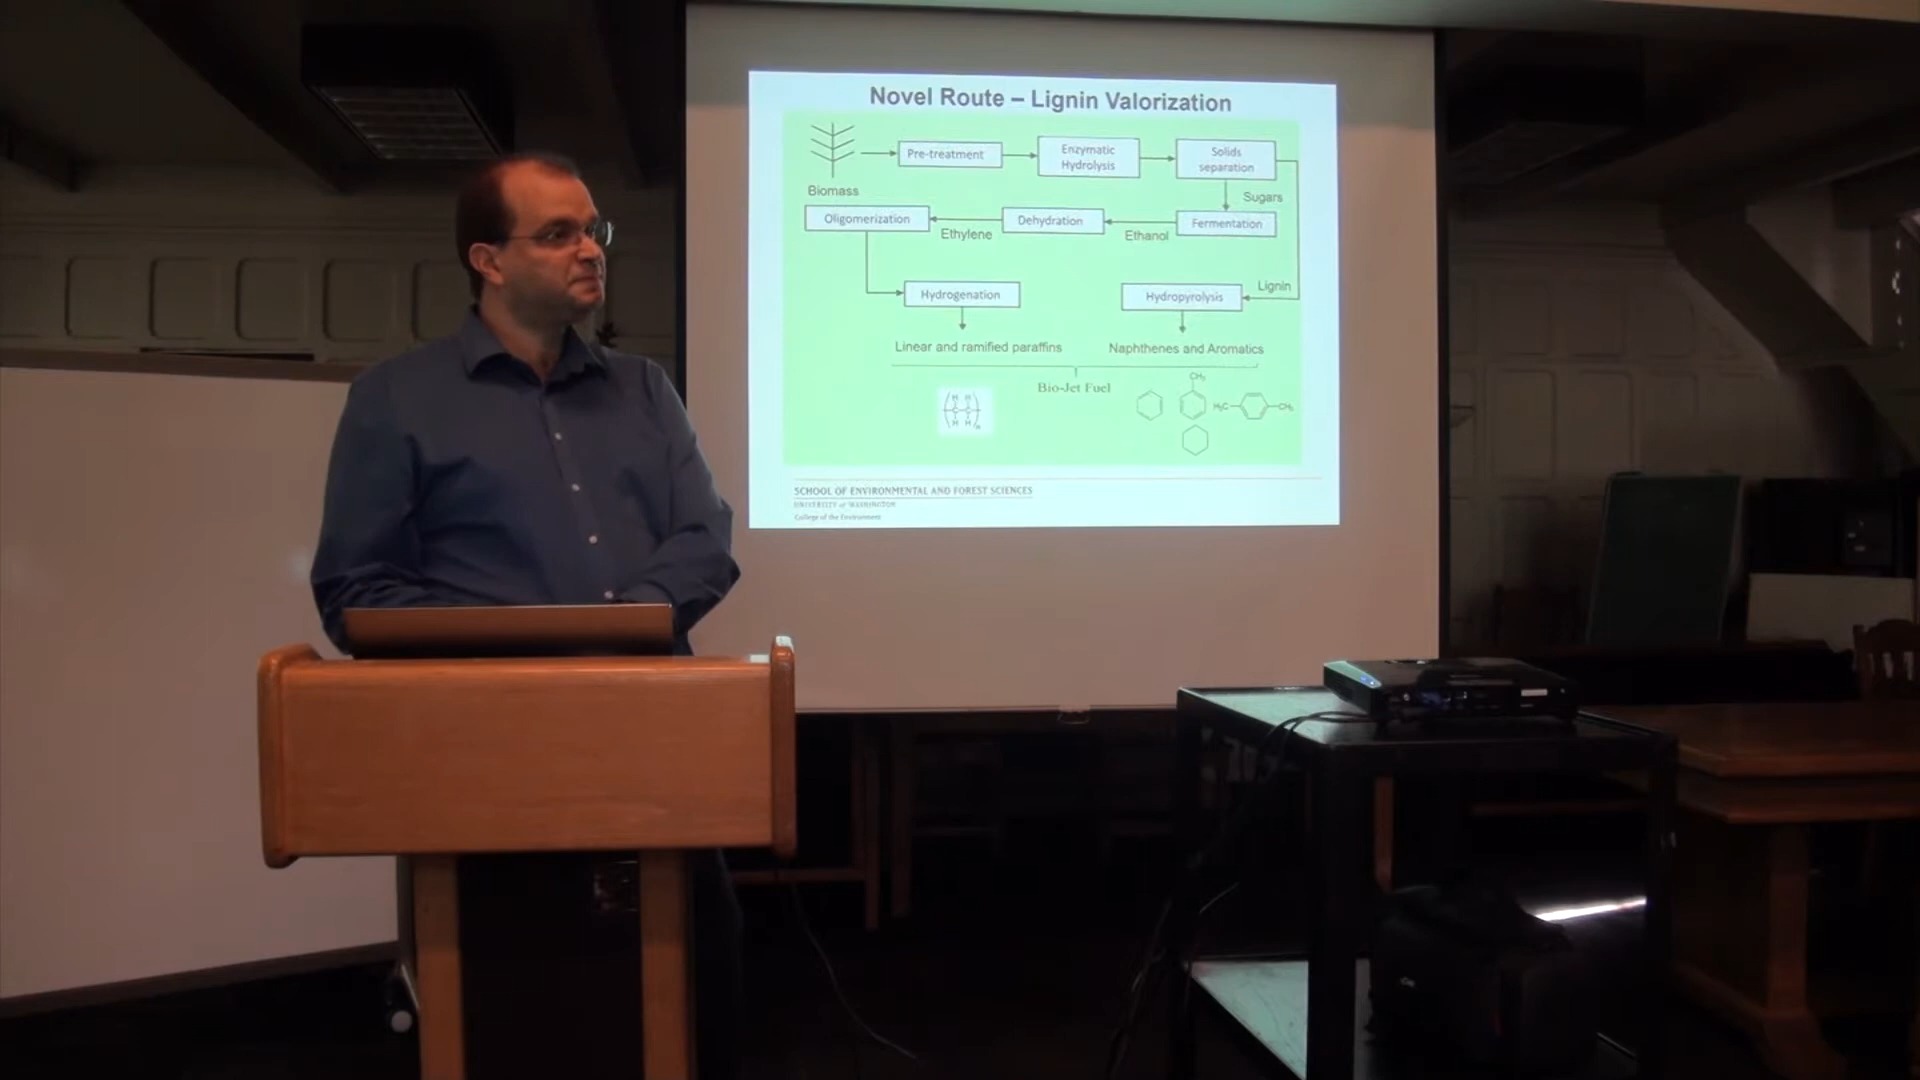 Novel Route – Lignin Valorization
Pre-treatment
Enzymatic
Hydrolysis
Solids
separation
Biomass
Sugars
Oligomerization
Ethylene
Dehydration
Ethanol
Fermentation
Hydrogenation
Hydropyrolysis
Lignin
Linear and ramified paraffins
Naphthenes and Aromatics
Bio-Jet Fuel
CH₃
H H
C C
H H n
H₃C CH₃
SCHOOL OF ENVIRONMENTAL AND FOREST SCIENCES
UNIVERSITY of WASHINGTON
College of the Environment